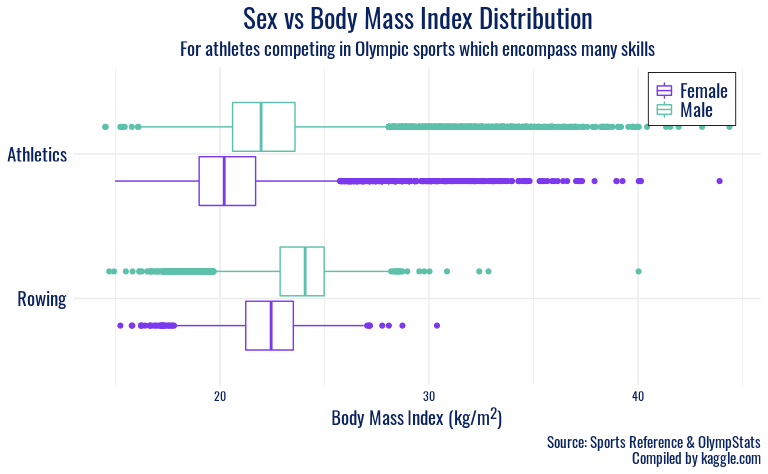 Sex vs Body Mass Index Distribution
For athletes competing in Olympic sports which encompass many skills
Female
Male
Athletics
Rowing
20 30 40
Body Mass Index (kg/m²)
Source: Sports Reference & OlympStats
Compiled by kaggle.com